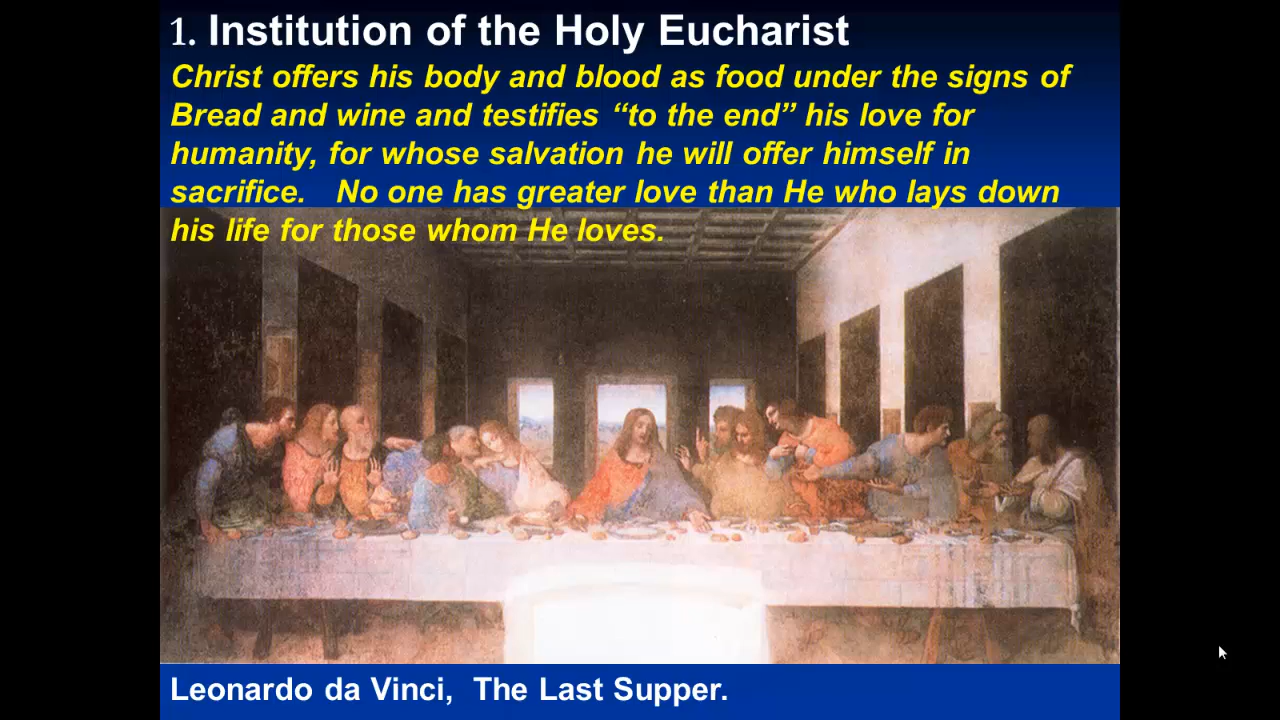 1. Institution of the Holy Eucharist
Christ offers his body and blood as food under the signs of
Bread and wine and testifies “to the end” his love for
humanity, for whose salvation he will offer himself in
sacrifice. No one has greater love than He who lays down
his life for those whom He loves.
Leonardo da Vinci, The Last Supper.